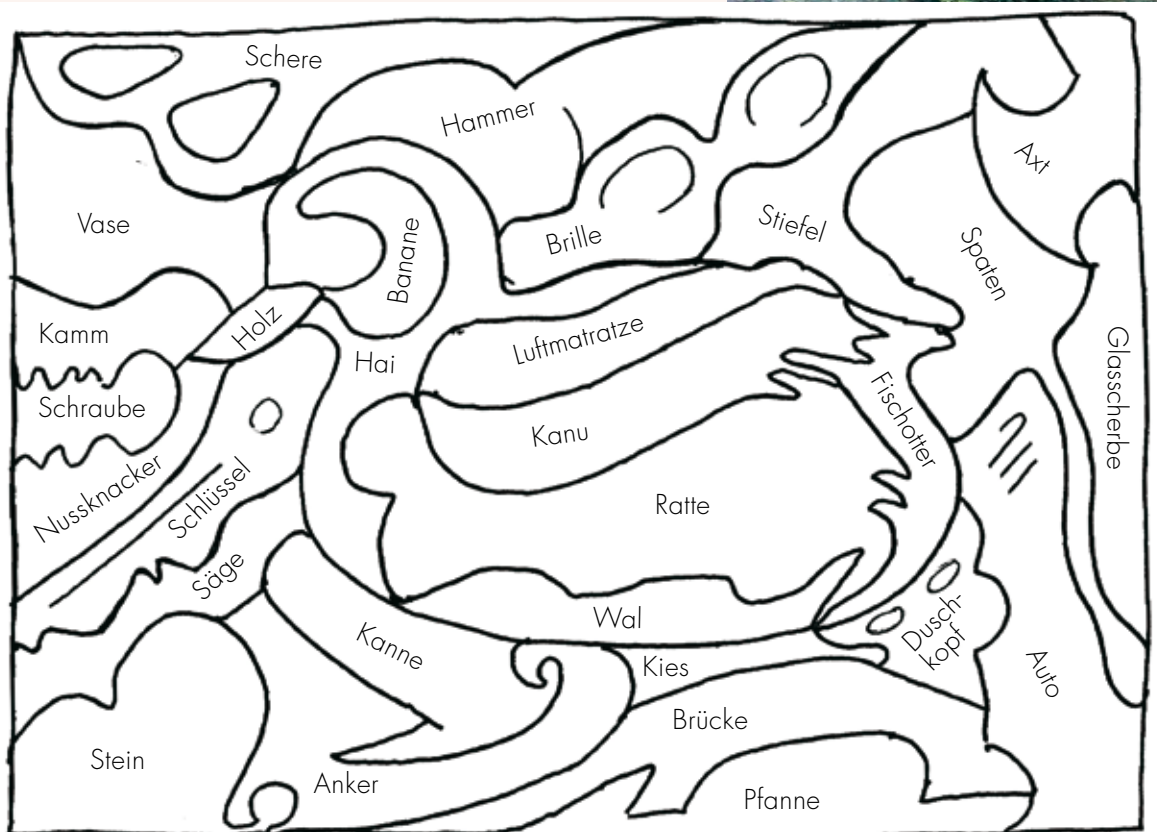 Schere
Hammer
Axt
Vase
Banane
Brille
Stiefel
Spaten
Kamm
Holz
Hai
Luftmatratze
Glasscherbe
Schraube
Kanu
Fischotter
Nussknacker
Schlüssel
Ratte
Säge
Kanne
Wal
Dusch-
kopf
Kies
Auto
Brücke
Stein
Anker
Pfanne